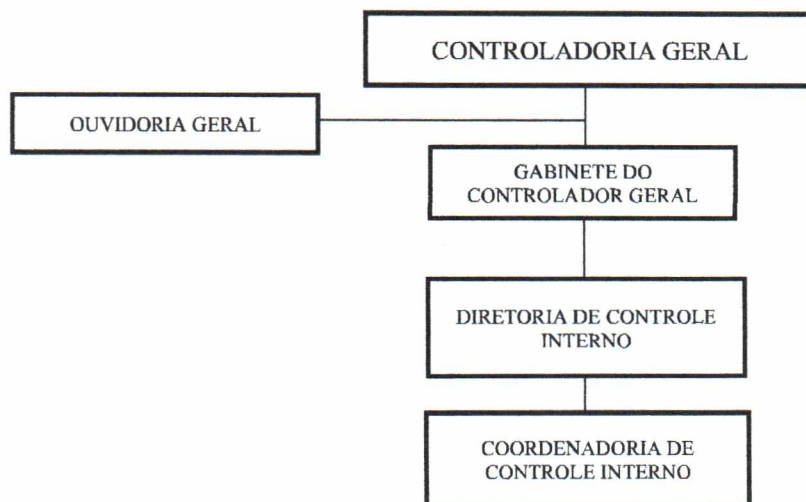 CONTROLADORIA GERAL
OUVIDORIA GERAL
GABINETE DO
CONTROLADOR GERAL
DIRETORIA DE CONTROLE
INTERNO
COORDENADORIA DE
CONTROLE INTERNO